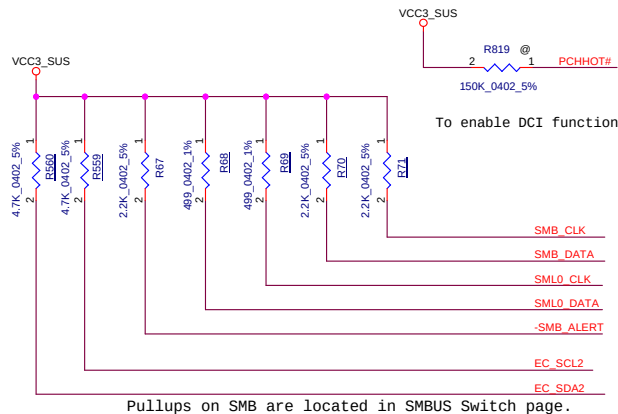 VCC3_SUS
R819 @
2 1 PCHHOT#
150K_0402_5%
To enable DCI function
VCC3_SUS
1 1 1 1 1 1 1
4.7K_0402_5% R560
4.7K_0402_5% R559
2.2K_0402_5% R67
499_0402_1% R68
499_0402_1% R69
2.2K_0402_5% R70
2.2K_0402_5% R71
2 2 2 2 2 2 2
SMB_CLK
SMB_DATA
SML0_CLK
SML0_DATA
-SMB_ALERT
EC_SCL2
EC_SDA2
Pullups on SMB are located in SMBUS Switch page.